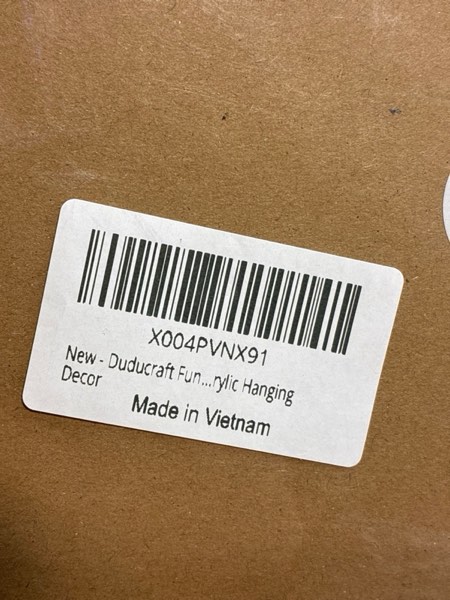 X004PVNX91
New - Duducraft Fun...rylic Hanging
Decor
Made in Vietnam